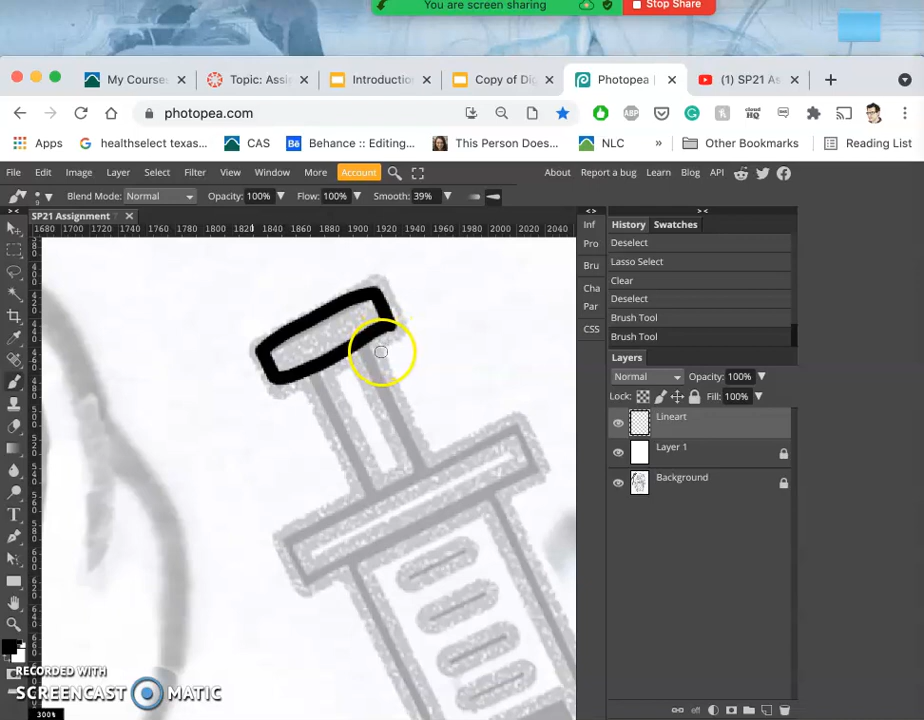 You are screen sharing
Stop Share
My Course
Topic: Assi
Introduction
Copy of Dig
Photopea
(1) SP21 A
photopea.com
Apps
healthselect texas...
CAS
Behance :: Editing...
This Person Does...
NLC
Other Bookmarks
Reading List
File Edit Image Layer Select Filter View Window More Account
About Report a bug Learn Blog API
Blend Mode: Normal Opacity: 100% Flow: 100% Smooth: 39%
SP21 Assignment
1680 1700 1720 1740 1760 1780 1800 1820 1840 1860 1880 1900 1920 1940 1960 1980 2000 2020 2040
Inf
Pro
Bru
Cha
Par
CSS
History Swatches
Deselect
Lasso Select
Clear
Deselect
Brush Tool
Brush Tool
Layers
Normal Opacity: 100%
Lock: Fill: 100%
Lineart
Layer 1
Background
RECORDED WITH
SCREENCAST MATIC
300%